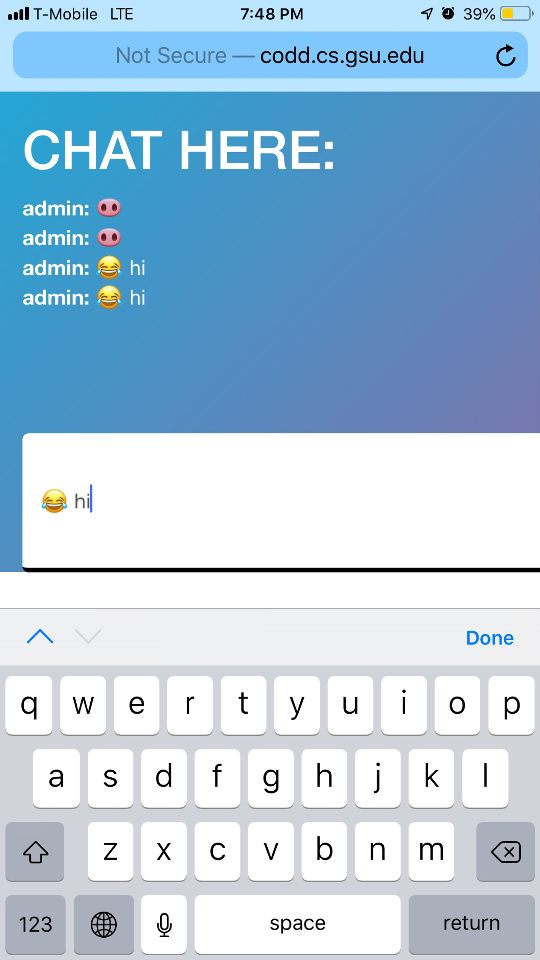 T-Mobile LTE 7:48 PM 39%
Not Secure — codd.cs.gsu.edu
CHAT HERE:
admin: 🐽
admin: 🐽
admin: 😂 hi
admin: 😂 hi
😂 hi
Done
q w e r t y u i o p
a s d f g h j k l
z x c v b n m
123 space return